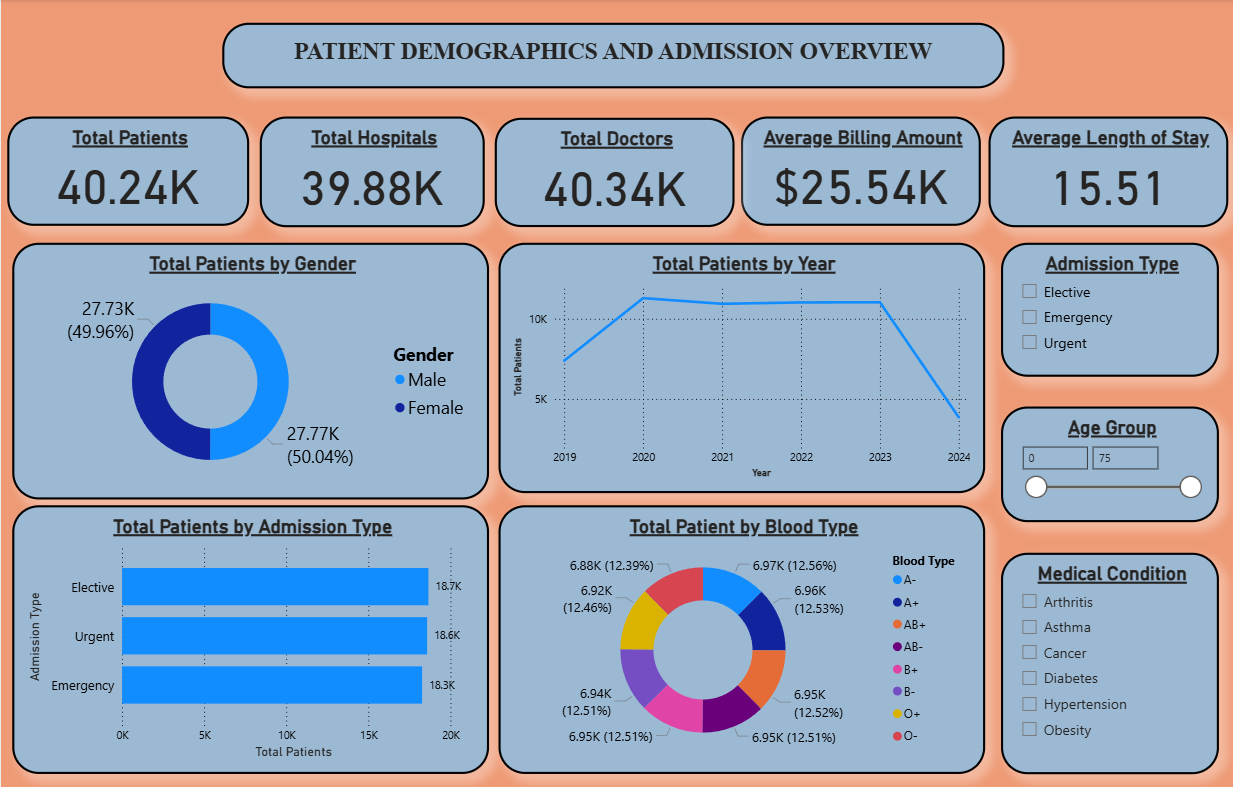 PATIENT DEMOGRAPHICS AND ADMISSION OVERVIEW
Total Patients
40.24K
Total Hospitals
39.88K
Total Doctors
40.34K
Average Billing Amount
$25.54K
Average Length of Stay
15.51
Total Patients by Gender
27.73K
(49.96%)
27.77K
(50.04%)
Gender
Male
Female
Total Patients by Year
Total Patients
10K
5K
2019 2020 2021 2022 2023 2024
Year
Admission Type
Elective
Emergency
Urgent
Age Group
0 75
Total Patients by Admission Type
Admission Type
Elective 18.7K
Urgent 18.6K
Emergency 18.3K
0K 5K 10K 15K 20K
Total Patients
Total Patient by Blood Type
6.88K (12.39%)
6.97K (12.56%)
6.92K
(12.46%)
6.96K
(12.53%)
6.94K
(12.51%)
6.95K
(12.52%)
6.95K (12.51%)
6.95K (12.51%)
Blood Type
A-
A+
AB+
AB-
B+
B-
O+
O-
Medical Condition
Arthritis
Asthma
Cancer
Diabetes
Hypertension
Obesity